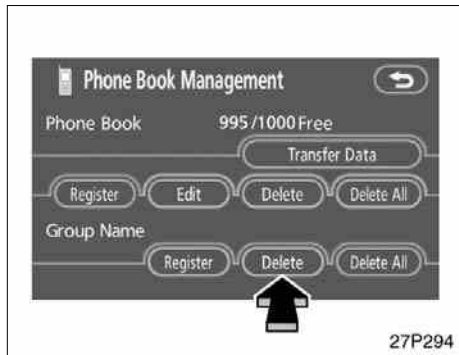 Phone Book Management
Phone Book 995/1000 Free
Transfer Data
Register Edit Delete Delete All
Group Name
Register Delete Delete All
27P294